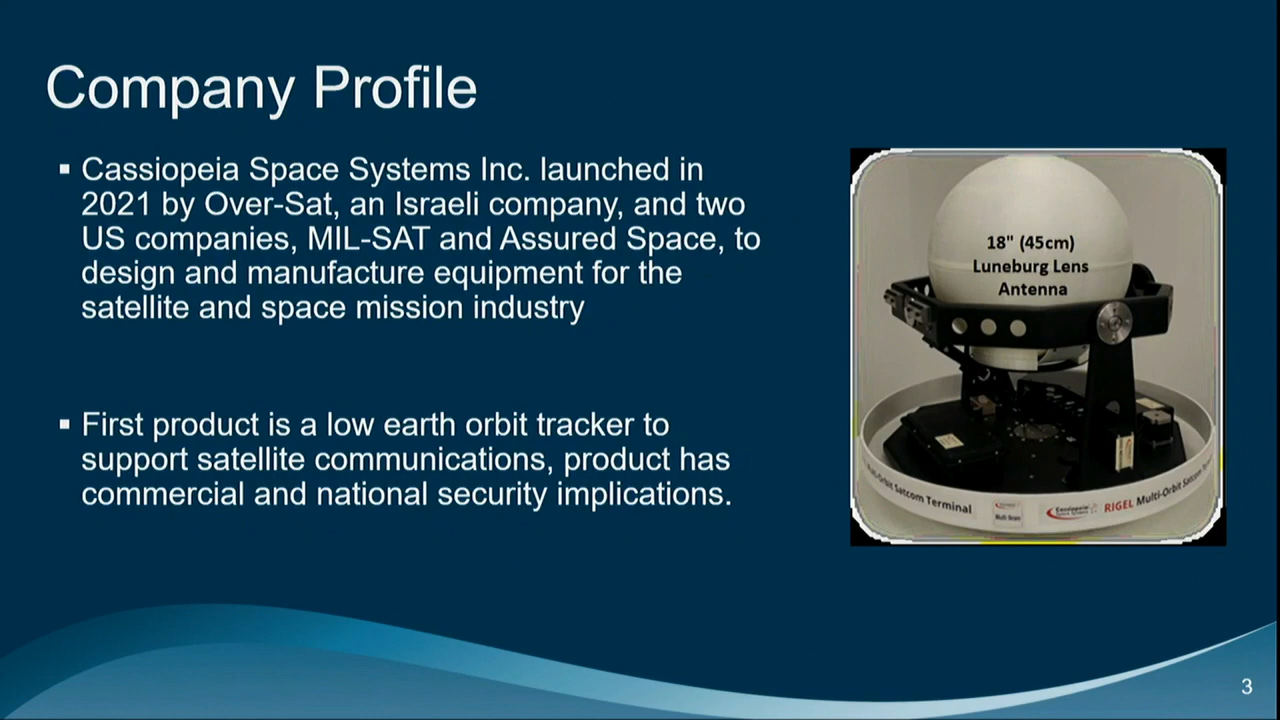 Company Profile
▪ Cassiopeia Space Systems Inc. launched in
2021 by Over-Sat, an Israeli company, and two
US companies, MIL-SAT and Assured Space, to
design and manufacture equipment for the
satellite and space mission industry
▪ First product is a low earth orbit tracker to
support satellite communications, product has
commercial and national security implications.
18" (45cm)
Luneburg Lens
Antenna
Multi-Orbit Satcom Terminal
Multi Beam
Cassiopeia
Space Systems
RIGEL Multi-Orbit Satcom
3